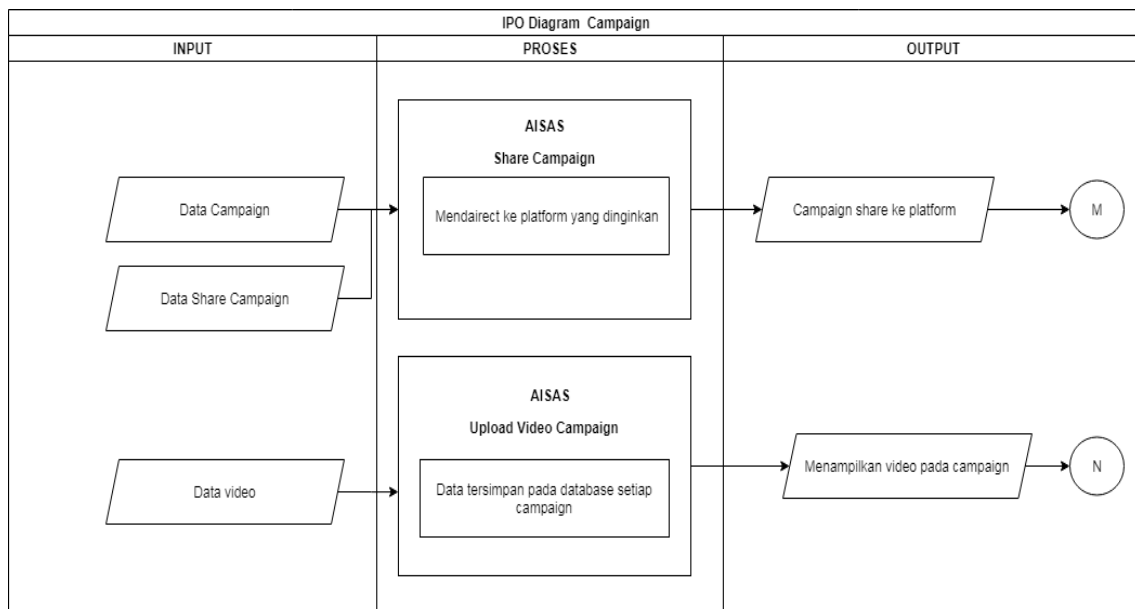 IPO Diagram Campaign
INPUT
PROSES
OUTPUT
AISAS
Share Campaign
Data Campaign
Mendairect ke platform yang dinginkan
Campaign share ke platform
M
Data Share Campaign
AISAS
Upload Video Campaign
Data video
Data tersimpan pada database setiap
campaign
Menampilkan video pada campaign
N